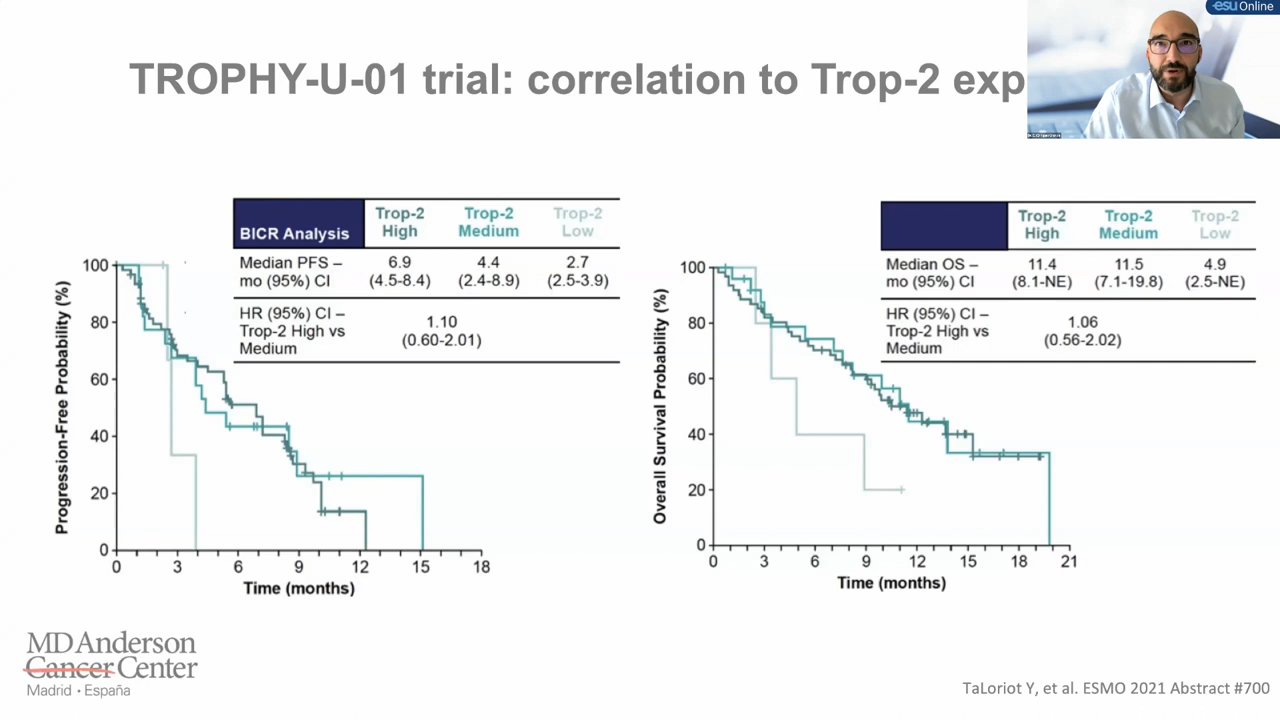 esu Online
TROPHY-U-01 trial: correlation to Trop-2 exp
BICR Analysis
Trop-2 High
Trop-2 Medium
Trop-2 Low
Median PFS – mo (95%) CI
6.9 (4.5-8.4)
4.4 (2.4-8.9)
2.7 (2.5-3.9)
HR (95%) CI – Trop-2 High vs Medium
1.10 (0.60-2.01)
Progression-Free Probability (%)
100
80
60
40
20
0
0 3 6 9 12 15 18
Time (months)
Trop-2 High
Trop-2 Medium
Trop-2 Low
Median OS – mo (95%) CI
11.4 (8.1-NE)
11.5 (7.1-19.8)
4.9 (2.5-NE)
HR (95%) CI – Trop-2 High vs Medium
1.06 (0.56-2.02)
Overall Survival Probability (%)
100
80
60
40
20
0
0 3 6 9 12 15 18 21
Time (months)
MD Anderson
Cancer Center
Madrid • España
TaLoriot Y, et al. ESMO 2021 Abstract #700